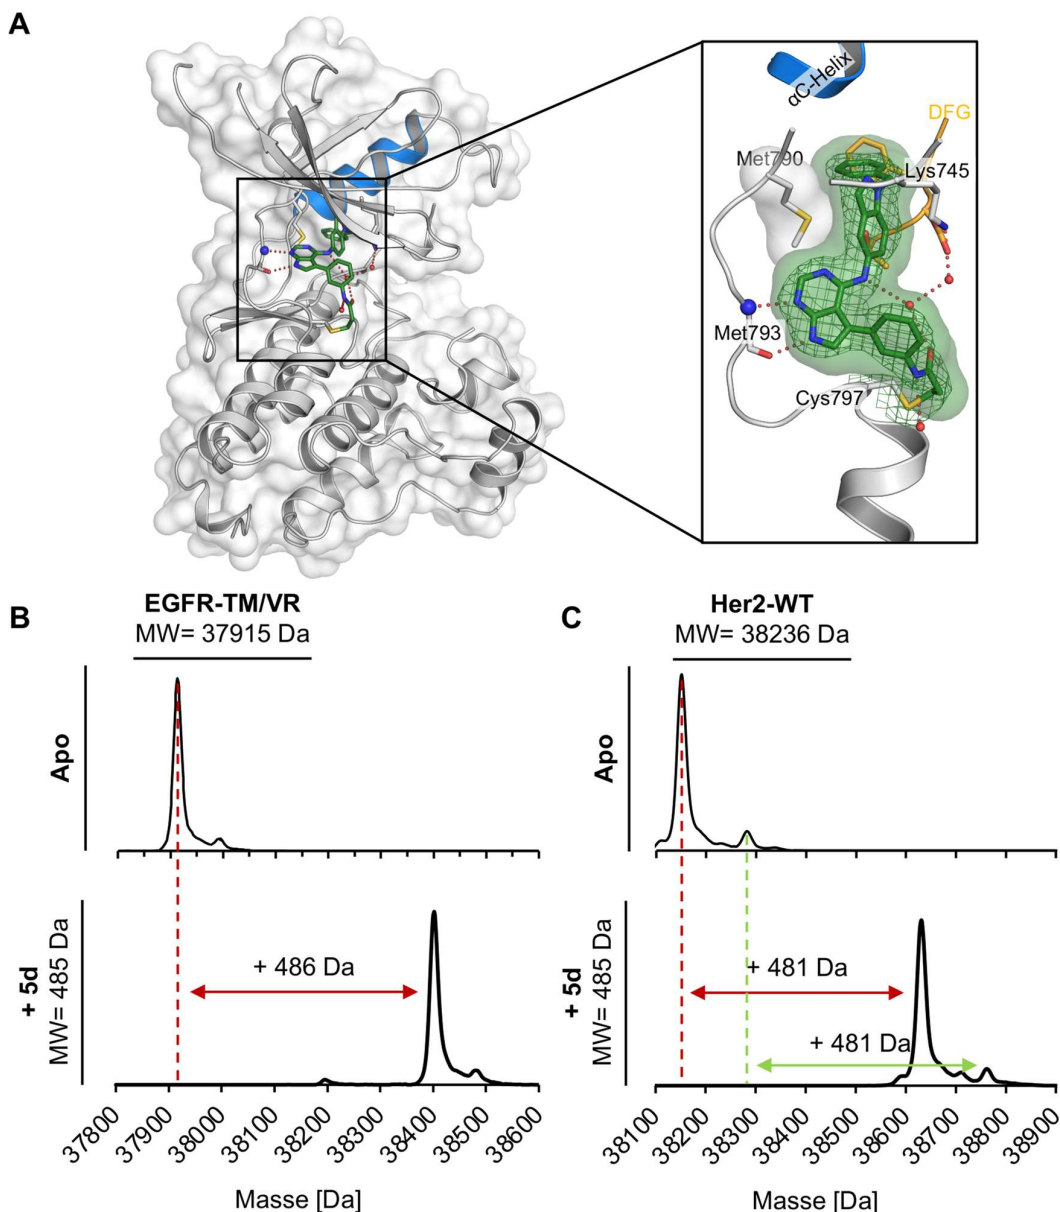 A
αC-Helix
DFG
Met790
Lys745
Met793
Cys797
B
EGFR-TM/VR
MW= 37915 Da
C
Her2-WT
MW= 38236 Da
Apo
Apo
+ 5d
MW= 485 Da
+ 486 Da
+ 5d
MW= 485 Da
+ 481 Da
+ 481 Da
37800
37900
38000
38100
38200
38300
38400
38500
38600
38100
38200
38300
38400
38500
38600
38700
38800
38900
Masse [Da]
Masse [Da]